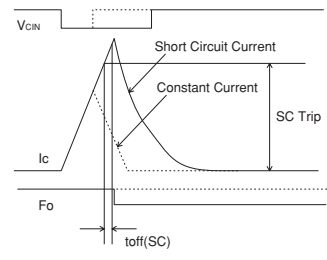 VCIN
Short Circuit Current
Constant Current
SC Trip
Ic
Fo
toff(SC)